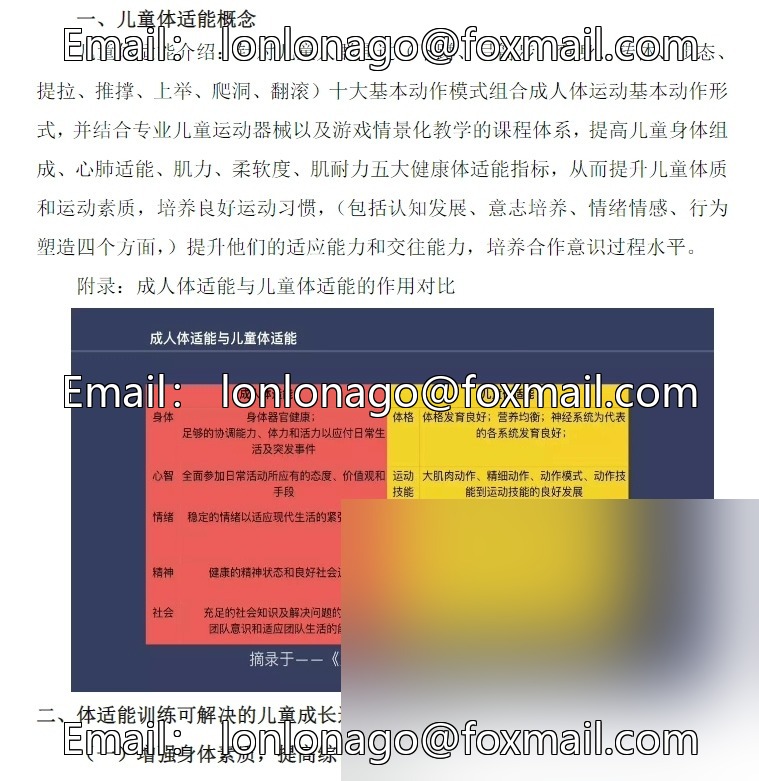 一、儿童体适能概念
Email： lonlonago@foxmail.com
提拉、推撑、上举、爬洞、翻滚）十大基本动作模式组合成人体运动基本动作形
式，并结合专业儿童运动器械以及游戏情景化教学的课程体系，提高儿童身体组
成、心肺适能、肌力、柔软度、肌耐力五大健康体适能指标，从而提升儿童体质
和运动素质，培养良好运动习惯，（包括认知发展、意志培养、情绪情感、行为
塑造四个方面，）提升他们的适应能力和交往能力，培养合作意识过程水平。
附录：成人体适能与儿童体适能的作用对比
成人体适能与儿童体适能
Email： lonlonago@foxmail.com
身体 身体器官健康； 体格 体格发育良好；营养均衡；神经系统为代表
足够的协调能力、体力和活力以应付日常生 的各系统发育良好；
活及突发事件
心智 全面参加日常活动所应有的态度、价值观和 运动 大肌肉动作、精细动作、动作模式、动作技
手段 技能 能到运动技能的良好发展
情绪 稳定的情绪以适应现代生活的紧
精神 健康的精神状态和良好社会
社会 充足的社会知识及解决问题的
团队意识和适应团队生活的
摘录于——《
二、体适能训练可解决的儿童成长
Email： lonlonago@foxmail.com
（一）增强身体素质，提高综